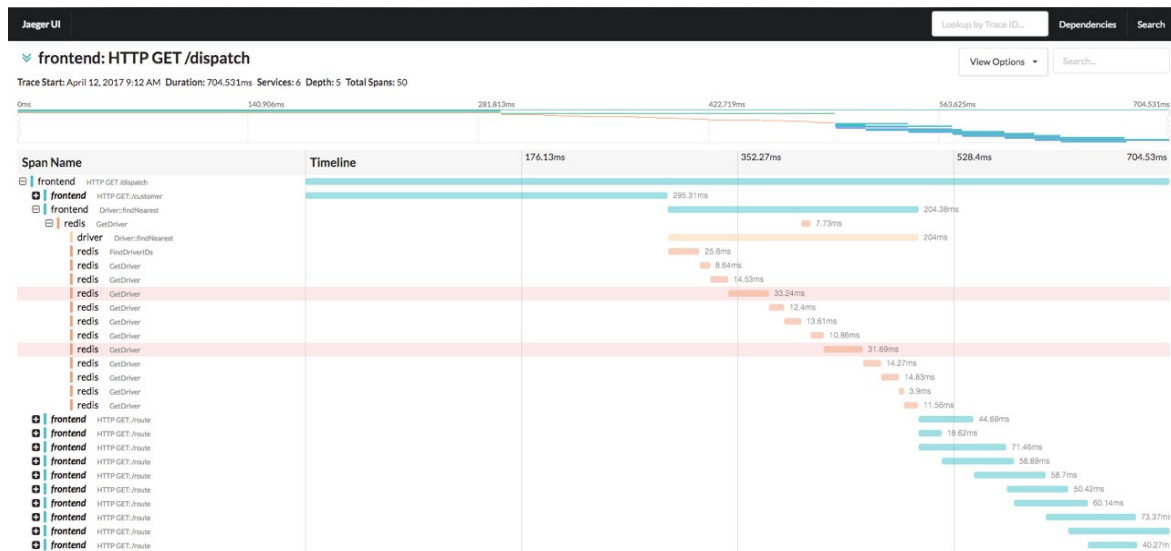 Jaeger UI
Lookup by Trace ID... Dependencies Search
frontend: HTTP GET /dispatch
View Options Search...
Trace Start: April 12, 2017 9:12 AM Duration: 704.531ms Services: 6 Depth: 5 Total Spans: 50
0ms 140.906ms 281.813ms 422.719ms 563.625ms 704.531ms
Span Name Timeline 176.13ms 352.27ms 528.4ms 704.53ms
frontend HTTP GET /dispatch
frontend HTTP GET: /customer 295.31ms
frontend Driver::findNearest 204.38ms
redis GetDriver 7.73ms
driver Driver::findNearest 204ms
redis FindDriverIDs 25.6ms
redis GetDriver 8.64ms
redis GetDriver 14.53ms
redis GetDriver 33.24ms
redis GetDriver 12.4ms
redis GetDriver 13.61ms
redis GetDriver 10.86ms
redis GetDriver 31.69ms
redis GetDriver 14.27ms
redis GetDriver 14.83ms
redis GetDriver 3.9ms
redis GetDriver 11.56ms
frontend HTTP GET: /route 44.69ms
frontend HTTP GET: /route 18.62ms
frontend HTTP GET: /route 71.46ms
frontend HTTP GET: /route 58.89ms
frontend HTTP GET: /route 58.7ms
frontend HTTP GET: /route 50.42ms
frontend HTTP GET: /route 60.14ms
frontend HTTP GET: /route 73.37ms
frontend HTTP GET: /route
frontend HTTP GET: /route 40.27m